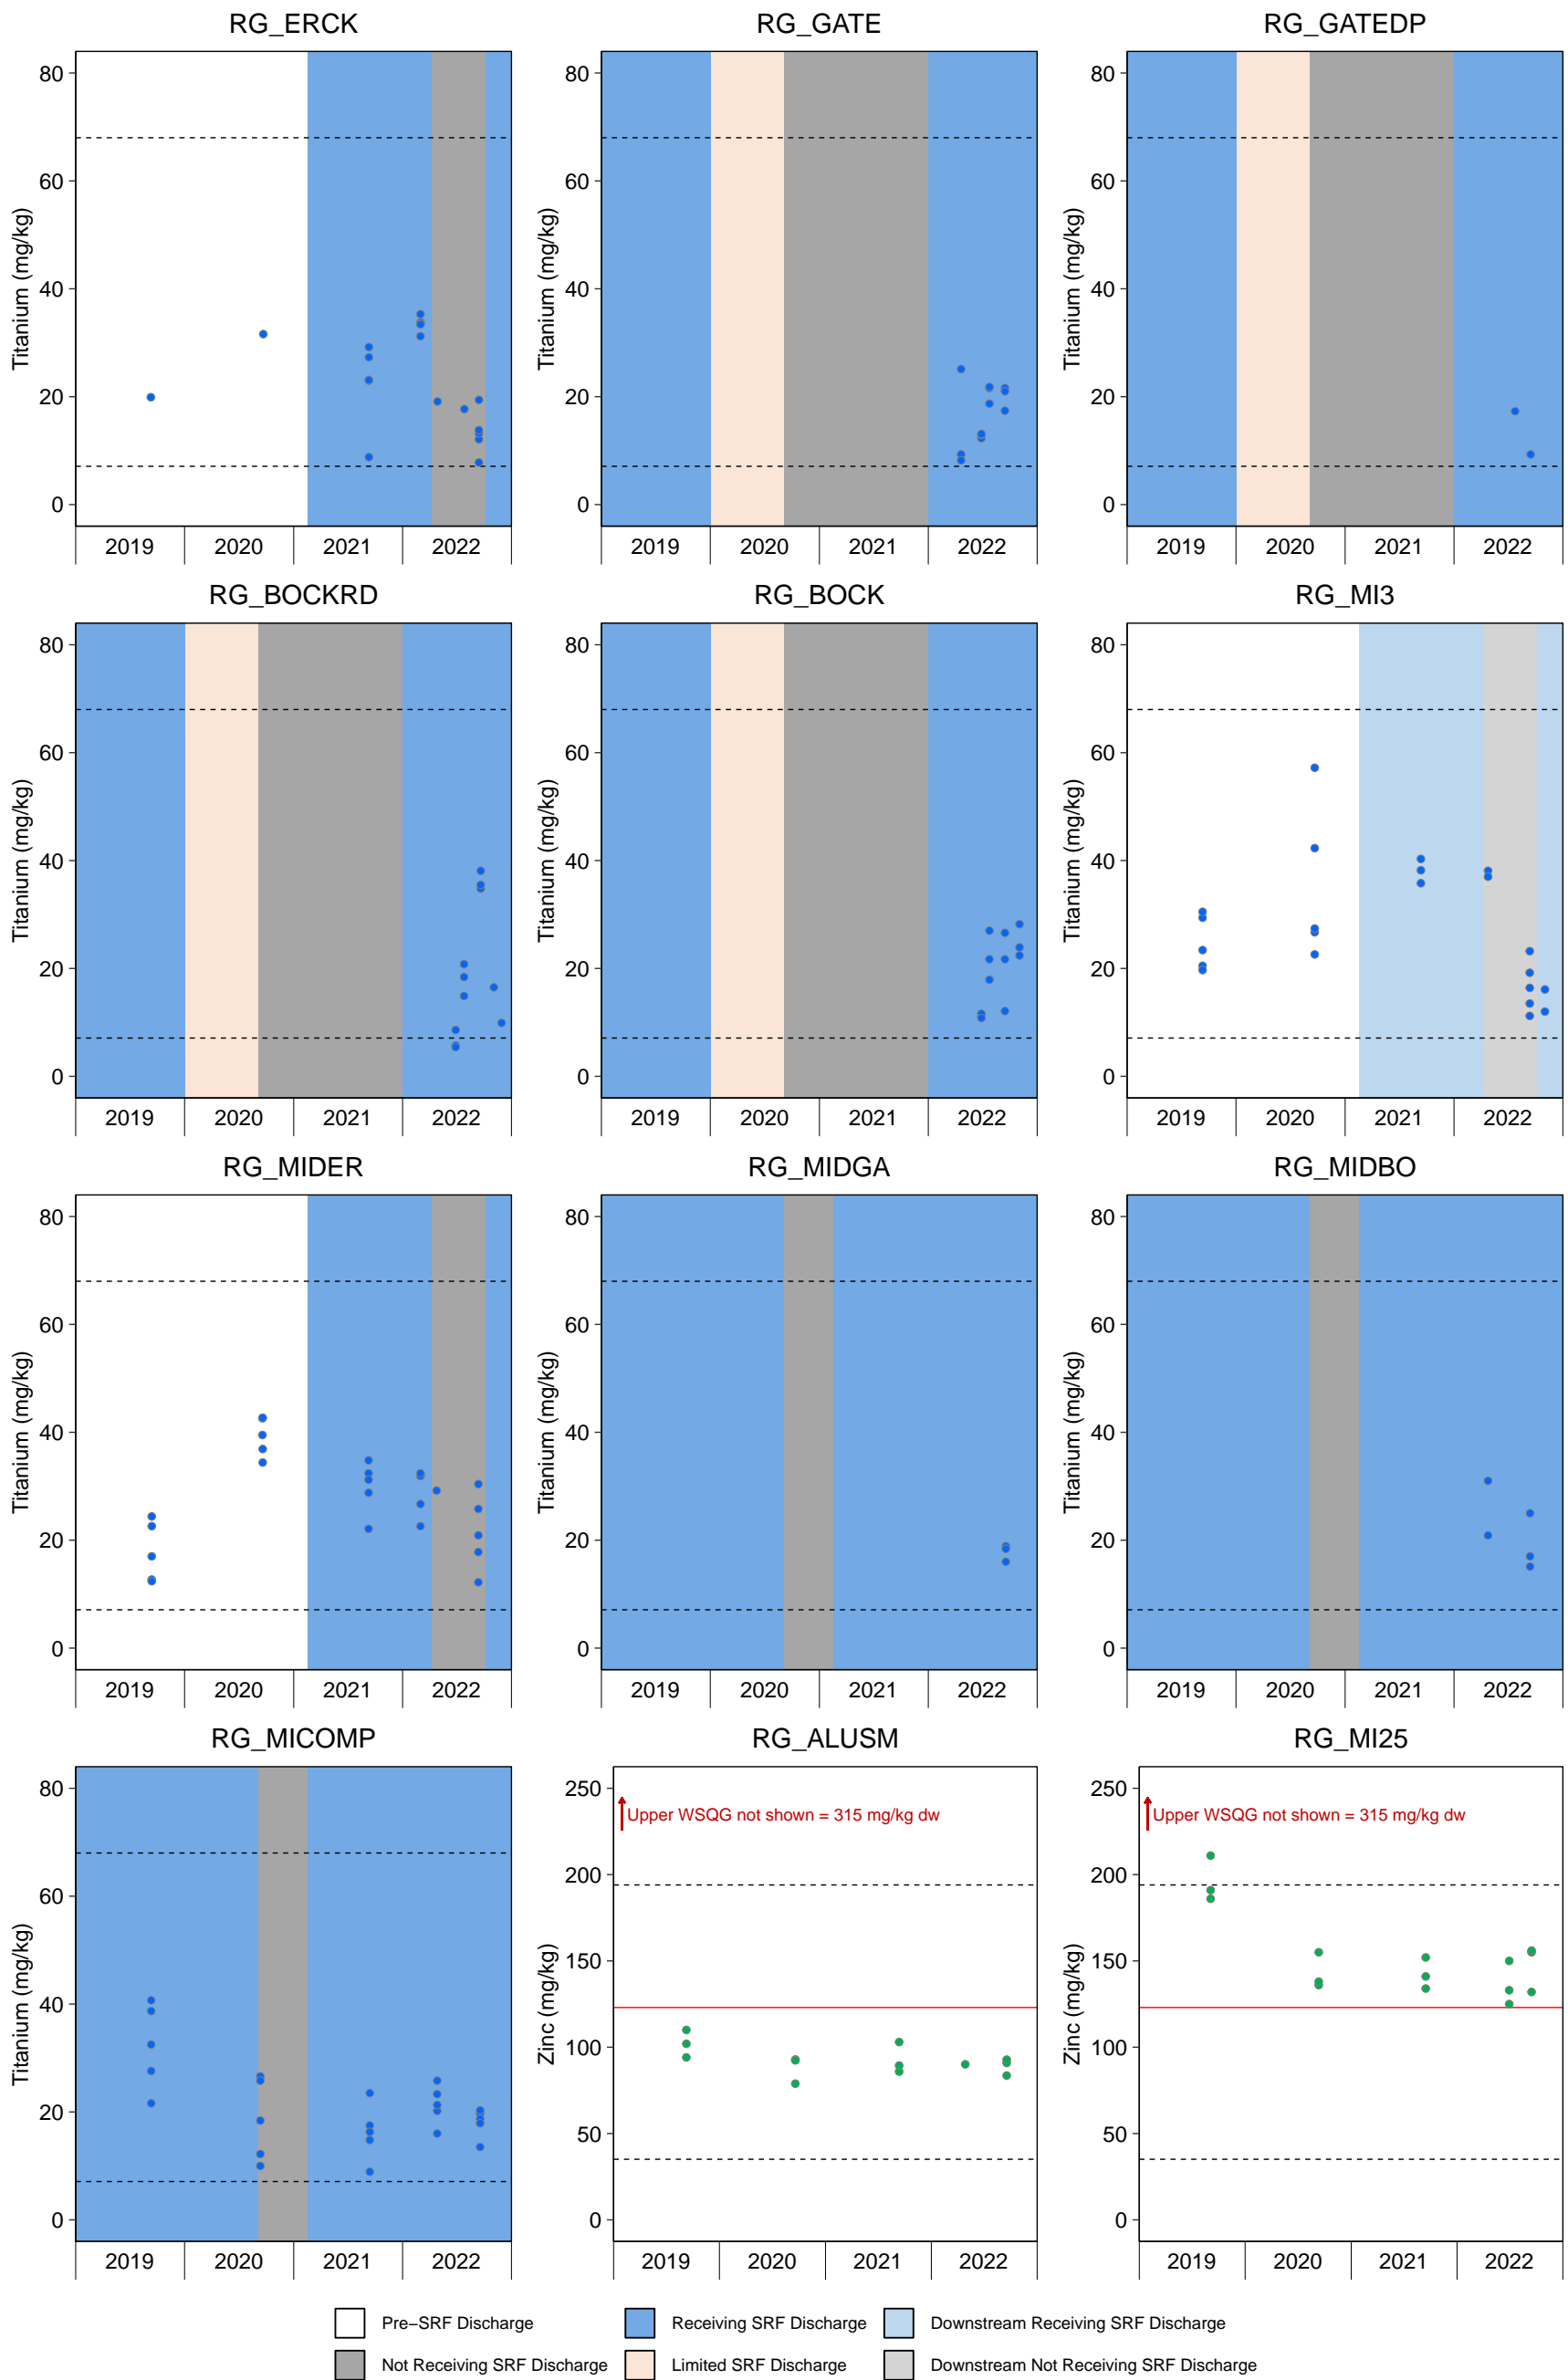 RG_ERCK
RG_GATE
RG_GATEDP
Titanium (mg/kg)
80
60
40
20
0
2019 2020 2021 2022
Titanium (mg/kg)
80
60
40
20
0
2019 2020 2021 2022
Titanium (mg/kg)
80
60
40
20
0
2019 2020 2021 2022
RG_BOCKRD
RG_BOCK
RG_MI3
Titanium (mg/kg)
80
60
40
20
0
2019 2020 2021 2022
Titanium (mg/kg)
80
60
40
20
0
2019 2020 2021 2022
Titanium (mg/kg)
80
60
40
20
0
2019 2020 2021 2022
RG_MIDER
RG_MIDGA
RG_MIDBO
Titanium (mg/kg)
80
60
40
20
0
2019 2020 2021 2022
Titanium (mg/kg)
80
60
40
20
0
2019 2020 2021 2022
Titanium (mg/kg)
80
60
40
20
0
2019 2020 2021 2022
RG_MICOMP
RG_ALUSM
RG_MI25
Titanium (mg/kg)
80
60
40
20
0
2019 2020 2021 2022
Zinc (mg/kg)
250
200
150
100
50
0
Upper WSQG not shown = 315 mg/kg dw
2019 2020 2021 2022
Zinc (mg/kg)
250
200
150
100
50
0
Upper WSQG not shown = 315 mg/kg dw
2019 2020 2021 2022
Pre−SRF Discharge
Receiving SRF Discharge
Downstream Receiving SRF Discharge
Not Receiving SRF Discharge
Limited SRF Discharge
Downstream Not Receiving SRF Discharge